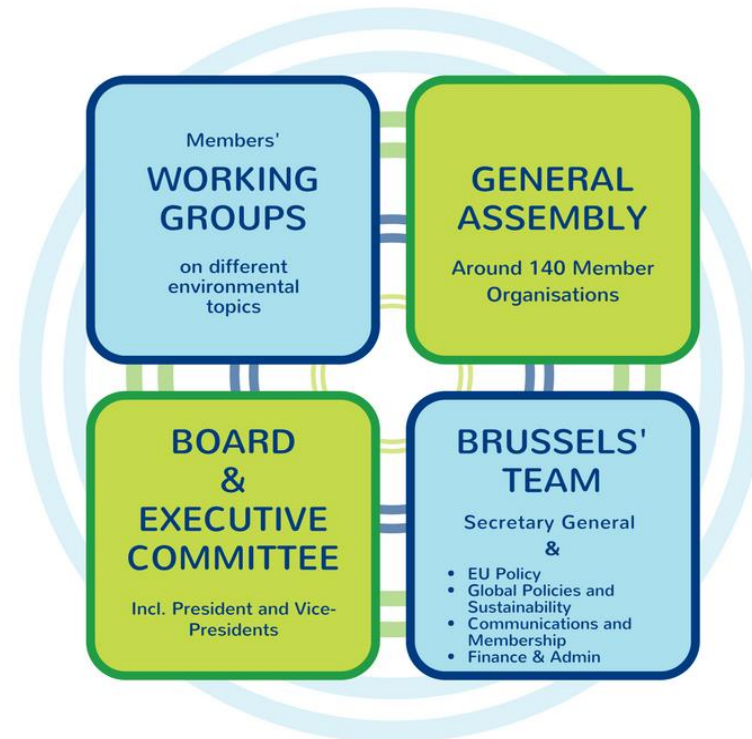 Members'
WORKING
GROUPS
on different
environmental
topics
GENERAL
ASSEMBLY
Around 140 Member
Organisations
BOARD
&
EXECUTIVE
COMMITTEE
Incl. President and Vice-
Presidents
BRUSSELS'
TEAM
Secretary General
&
• EU Policy
• Global Policies and
Sustainability
• Communications and
Membership
• Finance & Admin